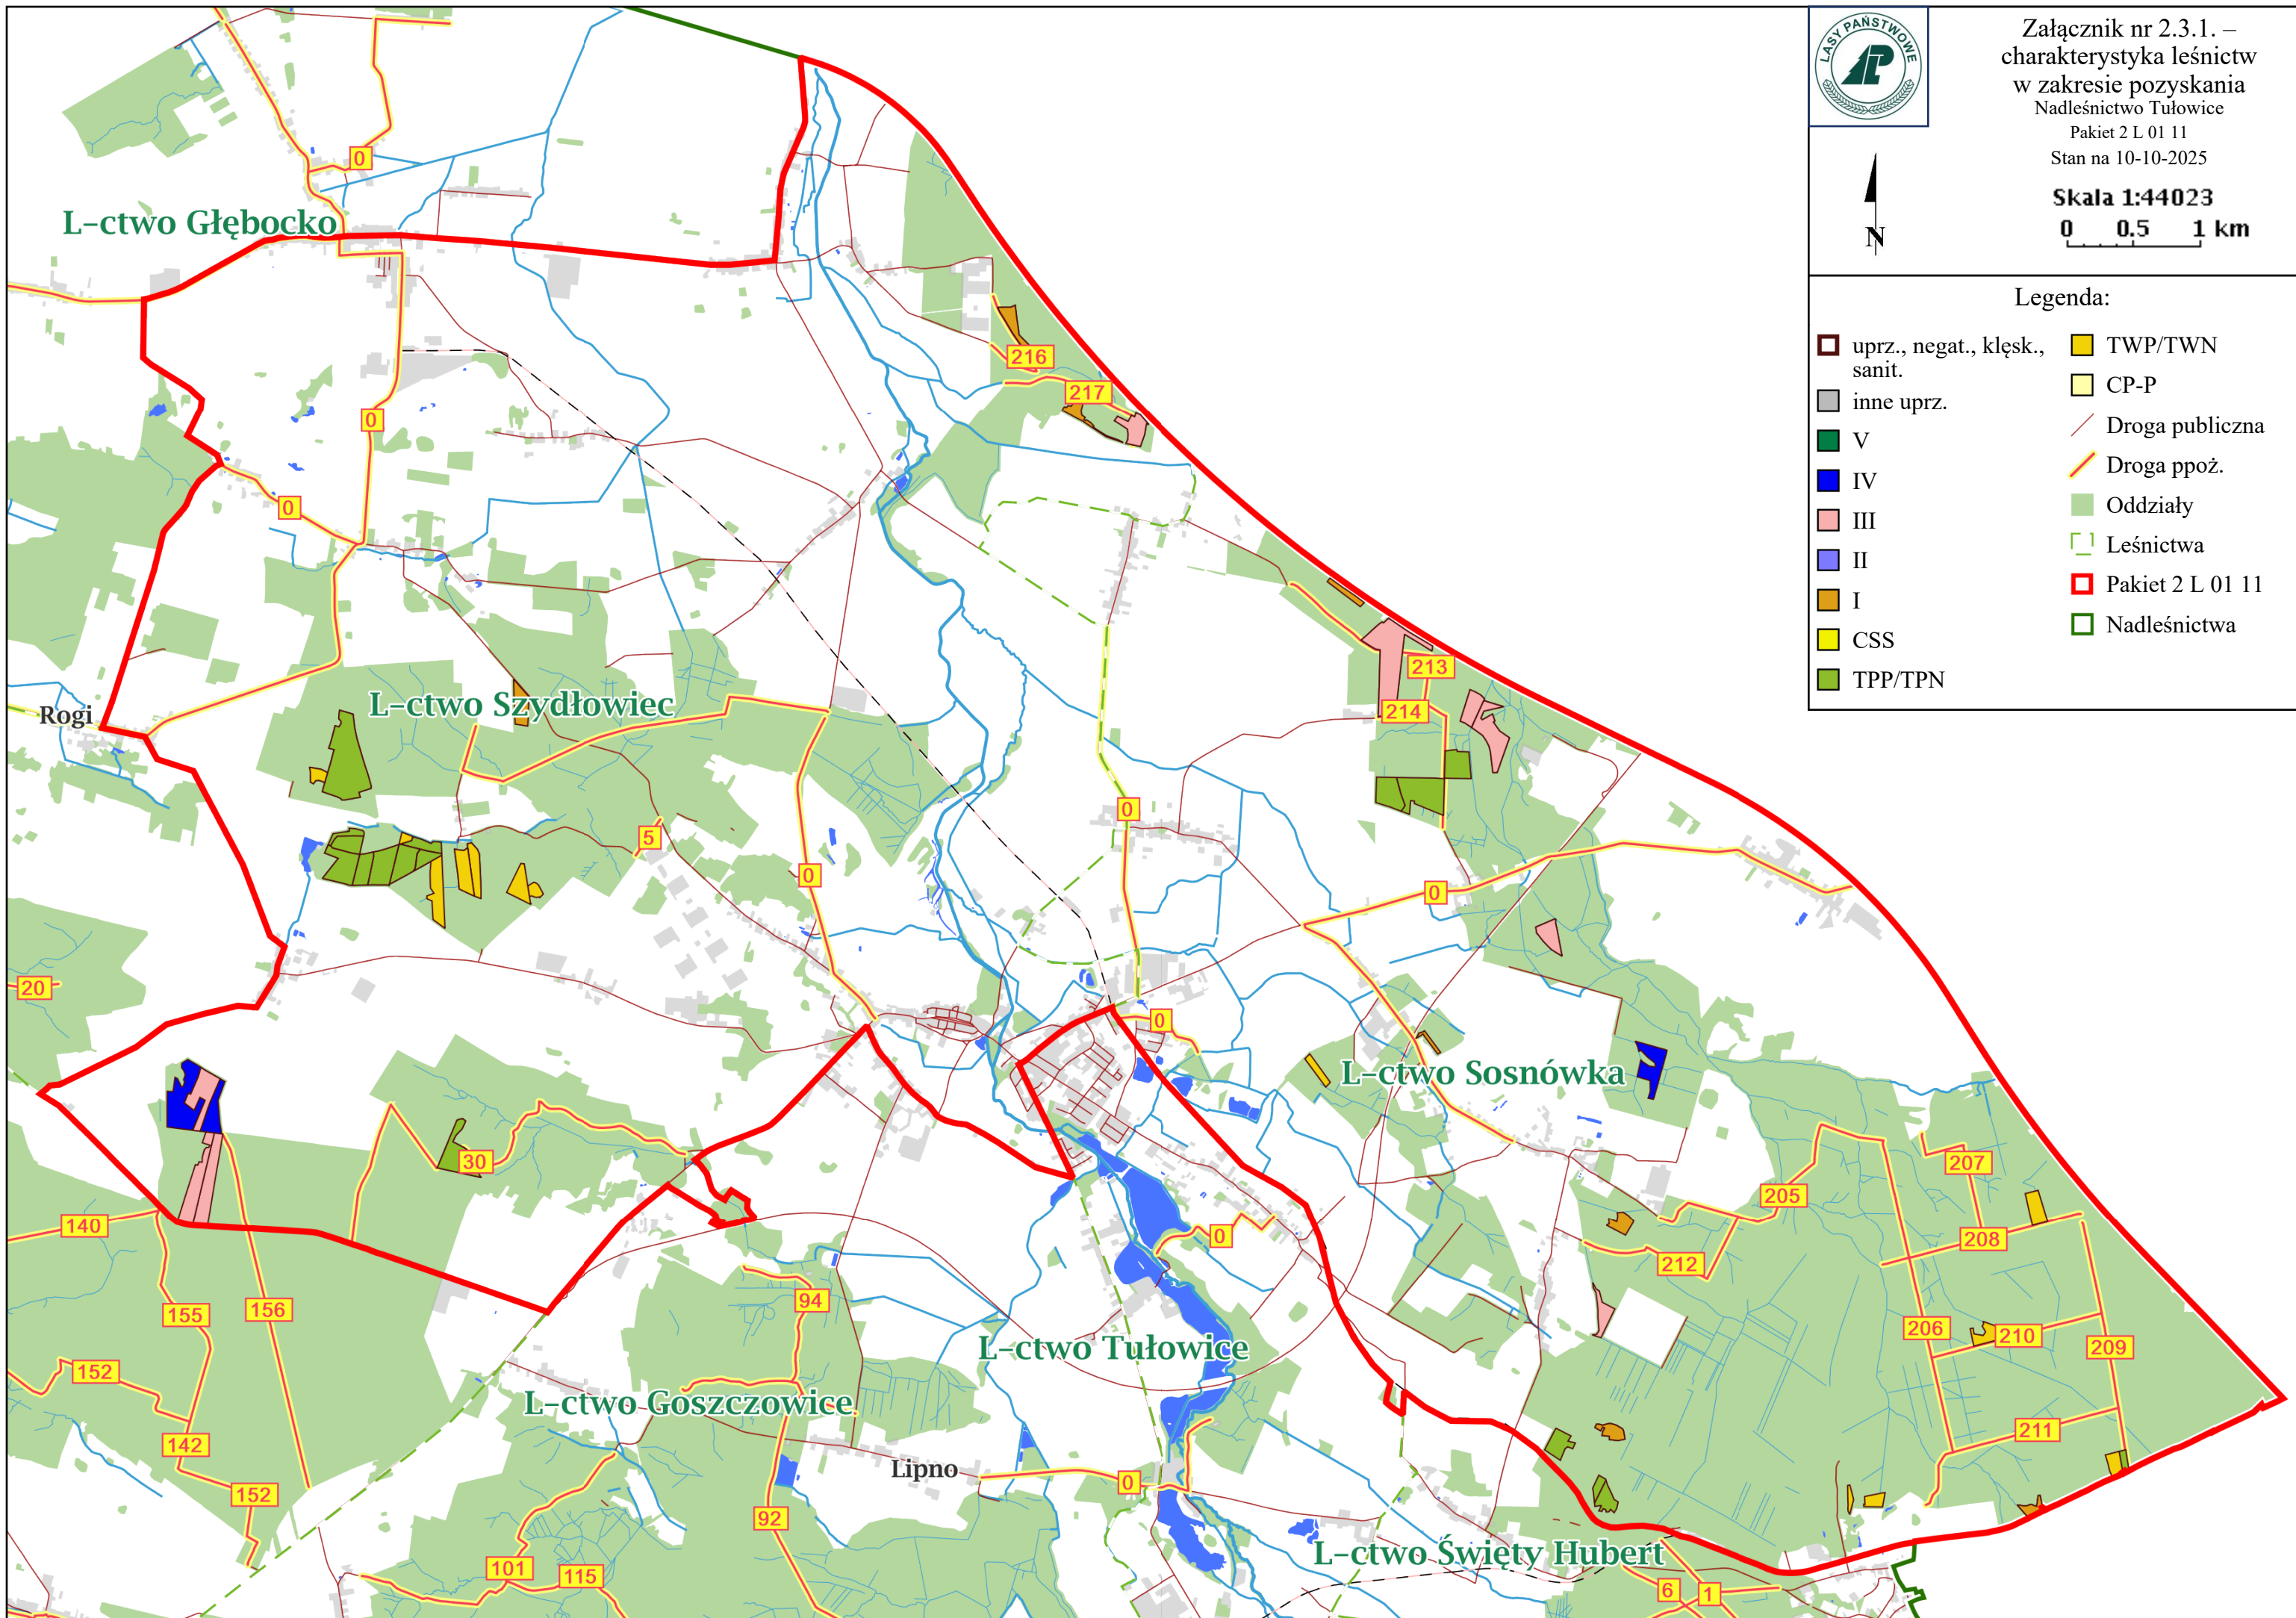 LASY PAŃSTWOWE
Załącznik nr 2.3.1. –
charakterystyka leśnictw
w zakresie pozyskania
Nadleśnictwo Tułowice
Pakiet 2 L 01 11
Stan na 10-10-2025
Skala 1:44023
0 0.5 1 km
N
Legenda:
uprz., negat., klęsk.,
sanit.
inne uprz.
V
IV
III
II
I
CSS
TPP/TPN
TWP/TWN
CP-P
Droga publiczna
Droga ppoż.
Oddziały
Leśnictwa
Pakiet 2 L 01 11
Nadleśnictwa
0
L-ctwo Głębocko
216
217
0
0
213
L-ctwo Szydłowiec
214
Rogi
0
5
0
0
20
0
L-ctwo Sosnówka
30
207
205
140
0
208
212
94
156
155
206
210
L-ctwo Tułowice
209
152
L-ctwo Goszczowice
211
142
Lipno
0
152
92
L-ctwo Święty Hubert
101
115
6
1